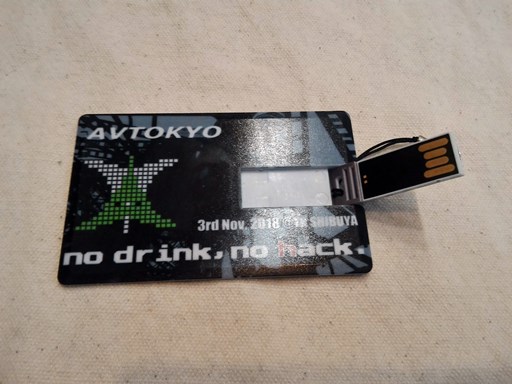 AVTOKYO
3rd Nov. 2018 SHIBUYA
no drink, no hack.